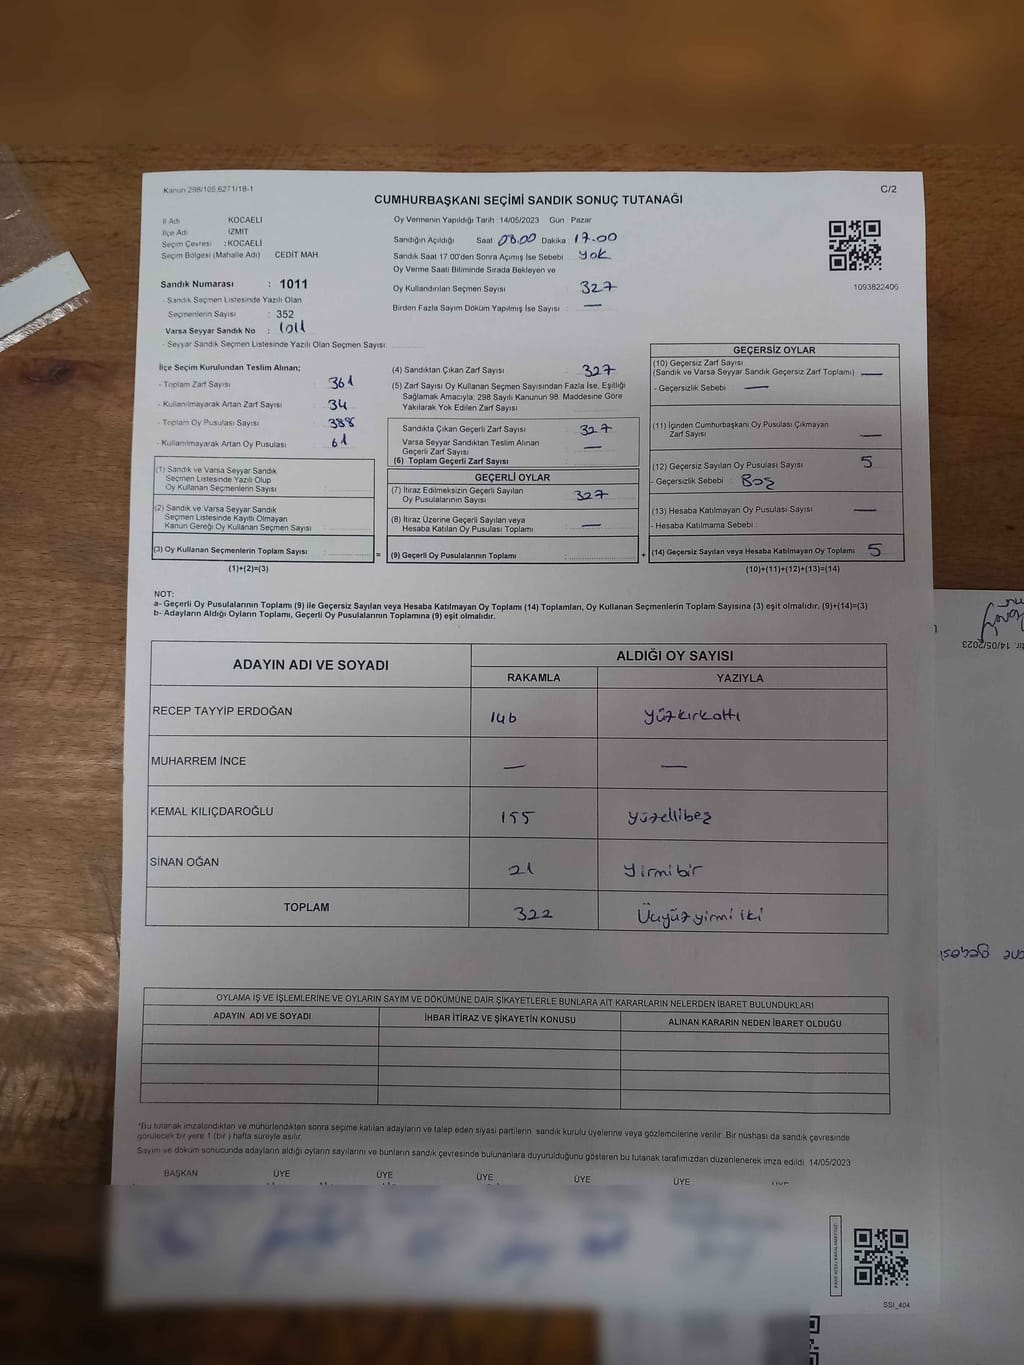 Kanun 298/105.6271/18-1
C/2
CUMHURBAŞKANI SEÇİMİ SANDIK SONUÇ TUTANAĞI
İl Adı KOCAELİ
İlçe Adı İZMİT
Seçim Çevresi : KOCAELİ
Seçim Bölgesi (Mahalle Adı) CEDİT MAH
Sandık Numarası : 1011
- Sandık Seçmen Listesinde Yazılı Olan
Seçmenlerin Sayısı : 352
Varsa Seyyar Sandık No : 1011
- Seyyar Sandık Seçmen Listesinde Yazılı Olan Seçmen Sayısı:
Oy Vermenin Yapıldığı Tarih :14/05/2023 Gün : Pazar
Sandığın Açıldığı Saat 08.00 Dakika : 17.00
Sandık Saat 17.00'den Sonra Açımış İse Sebebi : yok
Oy Verme Saati Bitiminde Sırada Bekleyen ve
Oy Kullandırılan Seçmen Sayısı : 327
Birden Fazla Sayım Döküm Yapılmış İse Sayısı : —
1093822406
İlçe Seçim Kurulundan Teslim Alınan;
- Toplam Zarf Sayısı : 361
- Kullanılmayarak Artan Zarf Sayısı : 34
- Toplam Oy Pusulası Sayısı : 388
- Kullanılmayarak Artan Oy Pusulası : 61
(1) Sandık ve Varsa Seyyar Sandık
Seçmen Listesinde Yazılı Olup
Oy Kullanan Seçmenlerin Sayısı :
(2) Sandık ve Varsa Seyyar Sandık
Seçmen Listesinde Kayıtlı Olmayan
Kanun Gereği Oy Kullanan Seçmen Sayısı :
(3) Oy Kullanan Seçmenlerin Toplam Sayısı :
(1)+(2)=(3)
(4) Sandıktan Çıkan Zarf Sayısı : 327
(5) Zarf Sayısı Oy Kullanan Seçmen Sayısından Fazla İse, Eşitliği
Sağlamak Amacıyla; 298 Sayılı Kanunun 98. Maddesine Göre
Yakılarak Yok Edilen Zarf Sayısı :
Sandıkta Çıkan Geçerli Zarf Sayısı : 327
Varsa Seyyar Sandıktan Teslim Alınan
Geçerli Zarf Sayısı : —
(6) Toplam Geçerli Zarf Sayısı :
GEÇERLİ OYLAR
(7) İtiraz Edilmeksizin Geçerli Sayılan
Oy Pusulalarının Sayısı : 327
(8) İtiraz Üzerine Geçerli Sayılan veya
Hesaba Katılan Oy Pusulası Toplamı : —
= (9) Geçerli Oy Pusulalarının Toplamı :
GEÇERSİZ OYLAR
(10) Geçersiz Zarf Sayısı
(Sandık ve Varsa Seyyar Sandık Geçersiz Zarf Toplamı) : —
- Geçersizlik Sebebi : —
(11) İçinden Cumhurbaşkanı Oy Pusulası Çıkmayan
Zarf Sayısı : —
(12) Geçersiz Sayılan Oy Pusulası Sayısı : 5
- Geçersizlik Sebebi : Boş
(13) Hesaba Katılmayan Oy Pusulası Sayısı : —
- Hesaba Katılmama Sebebi :
+ (14) Geçersiz Sayılan veya Hesaba Katılmayan Oy Toplamı : 5
(10)+(11)+(12)+(13)=(14)
NOT:
a- Geçerli Oy Pusulalarının Toplamı (9) ile Geçersiz Sayılan veya Hesaba Katılmayan Oy Toplamı (14) Toplamları, Oy Kullanan Seçmenlerin Toplam Sayısına (3) eşit olmalıdır. (9)+(14)=(3)
b- Adayların Aldığı Oyların Toplamı, Geçerli Oy Pusulalarının Toplamına (9) eşit olmalıdır.
ADAYIN ADI VE SOYADI
ALDIĞI OY SAYISI
RAKAMLA YAZIYLA
RECEP TAYYİP ERDOĞAN 146 yüzkırkaltı
MUHARREM İNCE — —
KEMAL KILIÇDAROĞLU 155 yüzellibeş
SİNAN OĞAN 21 yirmibir
TOPLAM 322 Üçyüzyirmi iki
OYLAMA İŞ VE İŞLEMLERİNE VE OYLARIN SAYIM VE DÖKÜMÜNE DAİR ŞİKAYETLERLE BUNLARA AİT KARARLARIN NELERDEN İBARET BULUNDUKLARI
ADAYIN ADI VE SOYADI İHBAR İTİRAZ VE ŞİKAYETİN KONUSU ALINAN KARARIN NEDEN İBARET OLDUĞU
"Bu tutanak imzalandıktan ve mühürlendikten sonra seçime katılan adayların ve talep eden siyasi partilerin sandık kurulu üyelerine veya gözlemcilerine verilir. Bir nüshası da sandık çevresinde
görülecek bir yere 1 (bir ) hafta süreyle asılır.
Sayım ve döküm sonucunda adayların aldığı oyların sayılarını ve bunların sandık çevresinde bulunanlara duyurulduğunu gösteren bu tutanak tarafımızdan düzenlenerek imza edildi. 14/05/2023
BAŞKAN ÜYE ÜYE ÜYE ÜYE ÜYE
SSI_404
14/05/2023